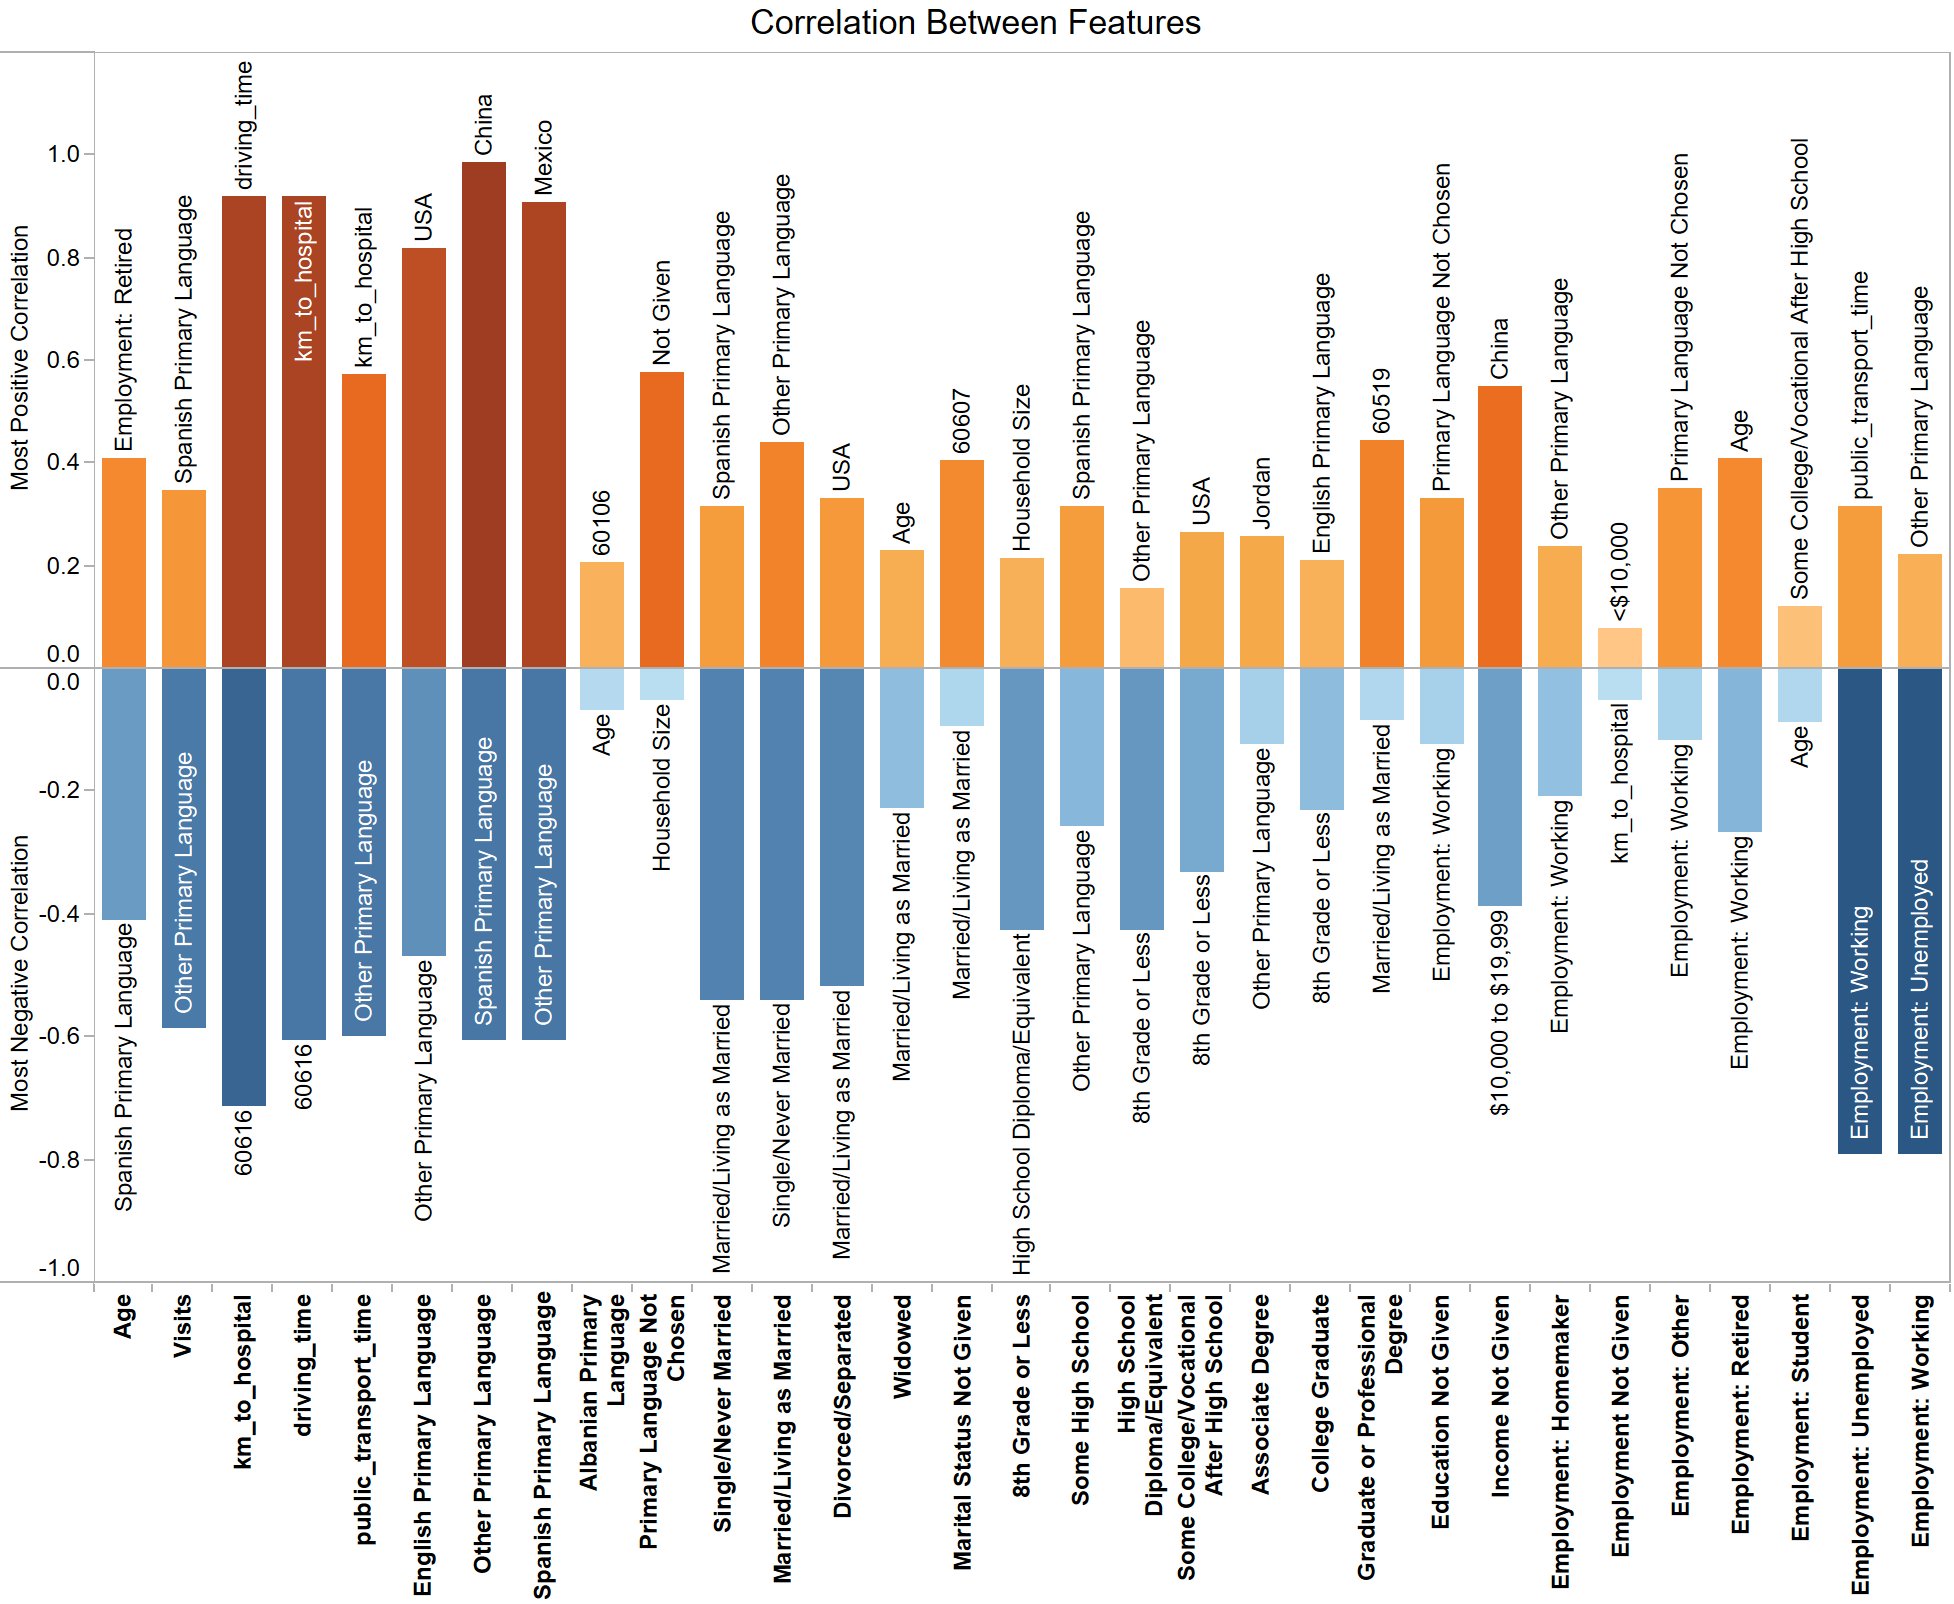 Correlation Between Features
Most Positive Correlation
1.0
0.8
0.6
0.4
0.2
0.0
Employment: Retired
Spanish Primary Language
driving_time
km_to_hospital
km_to_hospital
USA
China
Mexico
60106
Not Given
Spanish Primary Language
Other Primary Language
USA
Age
60607
Household Size
Spanish Primary Language
Other Primary Language
USA
Jordan
English Primary Language
60519
Primary Language Not Chosen
China
Other Primary Language
<$10,000
Primary Language Not Chosen
Age
Some College/Vocational After High School
public_transport_time
Other Primary Language
Most Negative Correlation
0.0
-0.2
-0.4
-0.6
-0.8
-1.0
Spanish Primary Language
Other Primary Language
60616
60616
Other Primary Language
Other Primary Language
Spanish Primary Language
Other Primary Language
Age
Household Size
Married/Living as Married
Single/Never Married
Married/Living as Married
Married/Living as Married
Married/Living as Married
High School Diploma/Equivalent
Other Primary Language
8th Grade or Less
8th Grade or Less
Other Primary Language
8th Grade or Less
Married/Living as Married
Employment: Working
$10,000 to $19,999
Employment: Working
km_to_hospital
Employment: Working
Employment: Working
Age
Employment: Working
Employment: Unemployed
Age
Visits
km_to_hospital
driving_time
public_transport_time
English Primary Language
Other Primary Language
Spanish Primary Language
Albanian Primary
Language
Primary Language Not
Chosen
Single/Never Married
Married/Living as Married
Divorced/Separated
Widowed
Marital Status Not Given
8th Grade or Less
Some High School
High School
Diploma/Equivalent
Some College/Vocational
After High School
Associate Degree
College Graduate
Graduate or Professional
Degree
Education Not Given
Income Not Given
Employment: Homemaker
Employment Not Given
Employment: Other
Employment: Retired
Employment: Student
Employment: Unemployed
Employment: Working